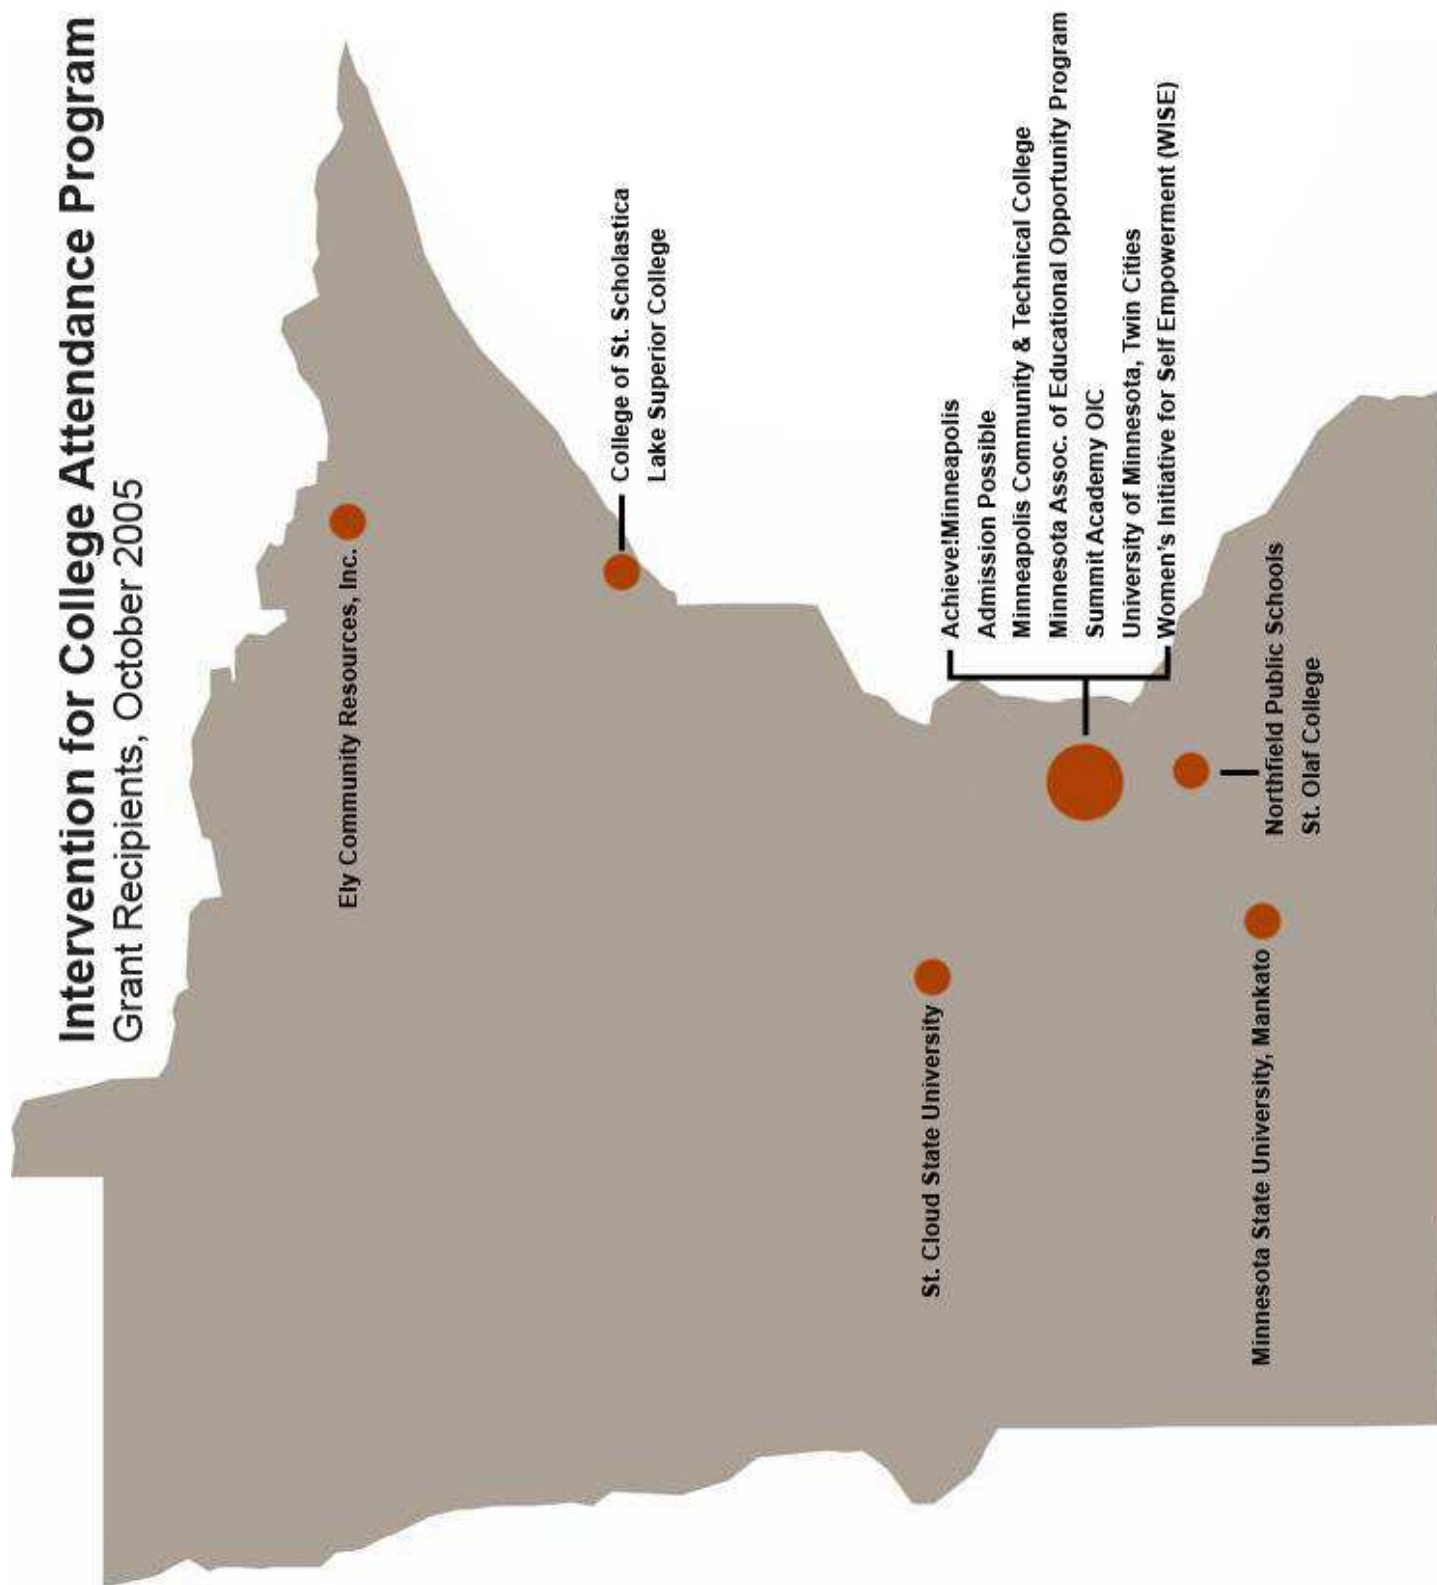 Intervention for College Attendance Program
Grant Recipients, October 2005
Ely Community Resources, Inc.
College of St. Scholastica
Lake Superior College
St. Cloud State University
Achieve!Minneapolis
Admission Possible
Minneapolis Community & Technical College
Minnesota Assoc. of Educational Opportunity Program
Summit Academy OIC
University of Minnesota, Twin Cities
Women's Initiative for Self Empowerment (WISE)
Northfield Public Schools
St. Olaf College
Minnesota State University, Mankato